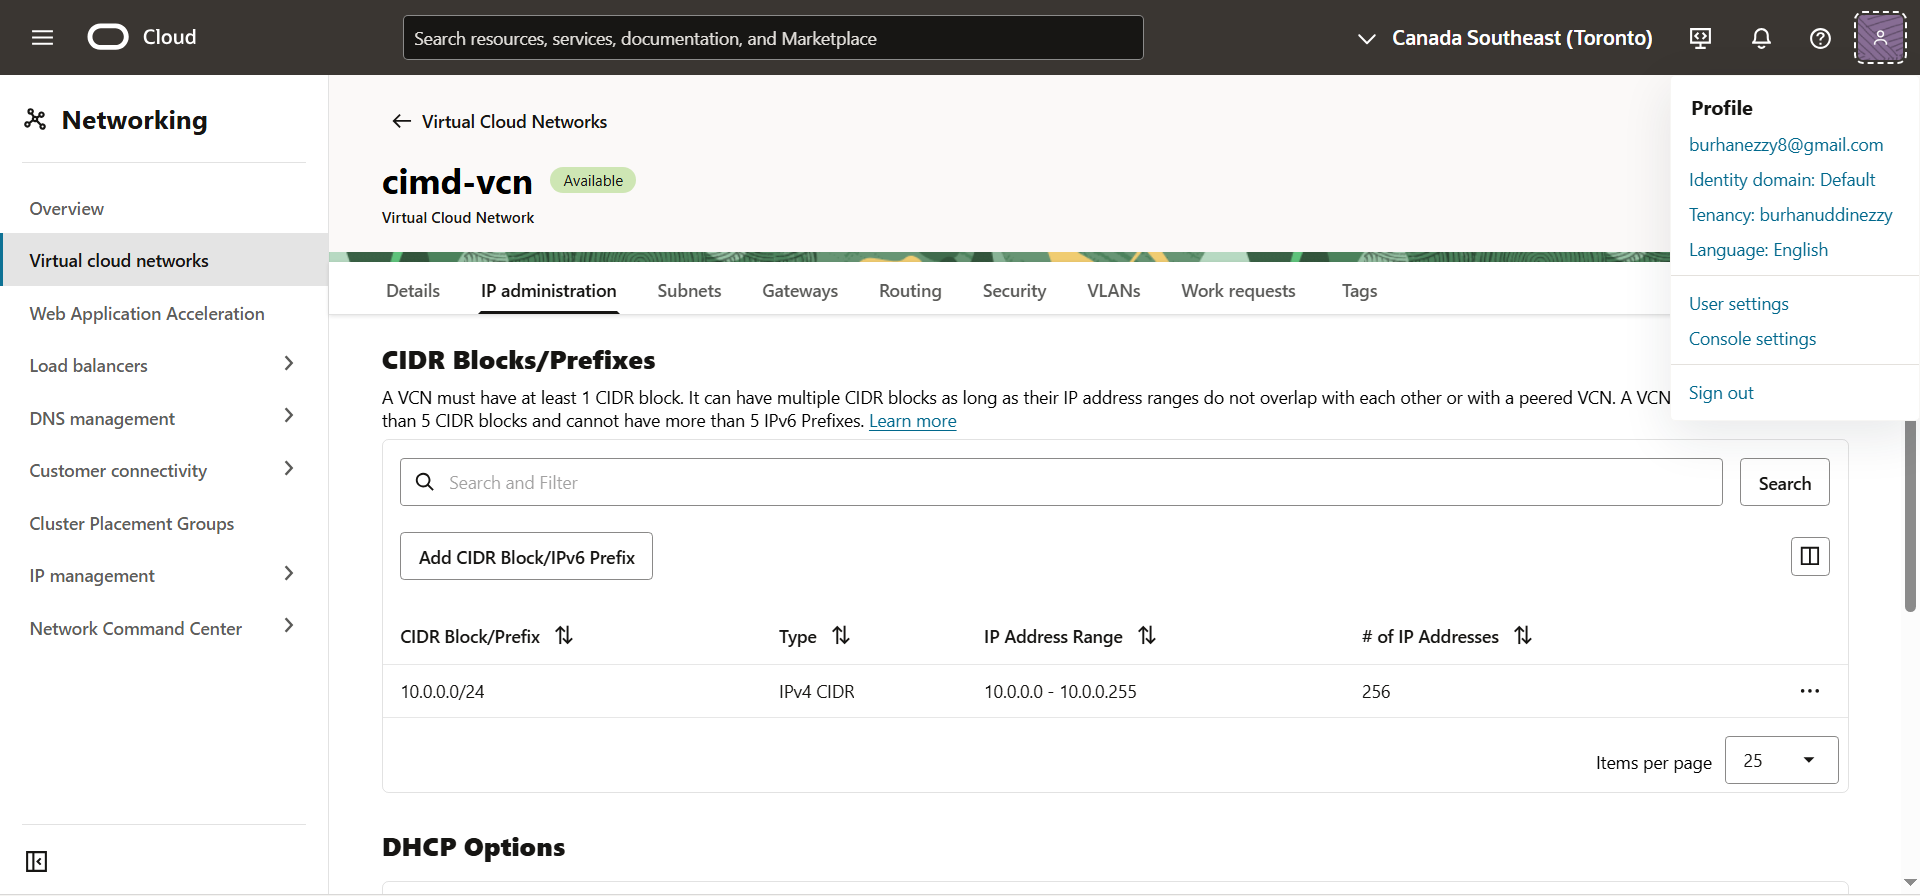 Cloud
Search resources, services, documentation, and Marketplace
Canada Southeast (Toronto)
Networking
Overview
Virtual cloud networks
Web Application Acceleration
Load balancers
DNS management
Customer connectivity
Cluster Placement Groups
IP management
Network Command Center
Virtual Cloud Networks
cimd-vcn
Available
Virtual Cloud Network
Details
IP administration
Subnets
Gateways
Routing
Security
VLANs
Work requests
Tags
CIDR Blocks/Prefixes
A VCN must have at least 1 CIDR block. It can have multiple CIDR blocks as long as their IP address ranges do not overlap with each other or with a peered VCN. A VCN
than 5 CIDR blocks and cannot have more than 5 IPv6 Prefixes. Learn more
Search and Filter
Search
Add CIDR Block/IPv6 Prefix
CIDR Block/Prefix
Type
IP Address Range
# of IP Addresses
10.0.0.0/24
IPv4 CIDR
10.0.0.0 - 10.0.0.255
256
Items per page
25
DHCP Options
Profile
burhanezzy8@gmail.com
Identity domain: Default
Tenancy: burhanuddinezzy
Language: English
User settings
Console settings
Sign out